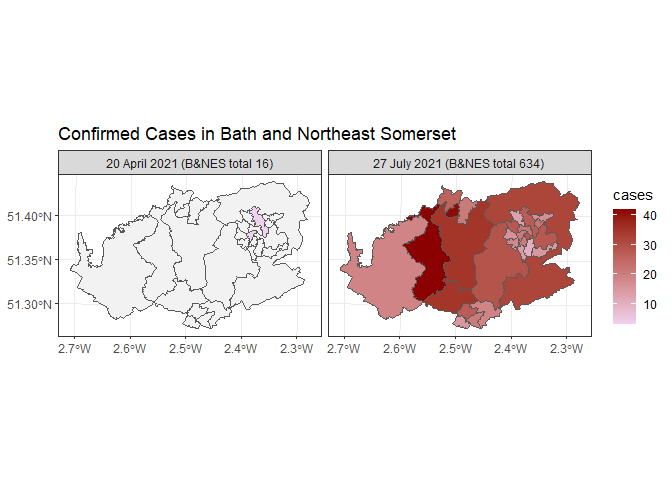 Confirmed Cases in Bath and Northeast Somerset
20 April 2021 (B&NES total 16)
27 July 2021 (B&NES total 634)
51.40°N
51.35°N
51.30°N
2.7°W 2.6°W 2.5°W 2.4°W 2.3°W
2.7°W 2.6°W 2.5°W 2.4°W 2.3°W
cases
40
30
20
10